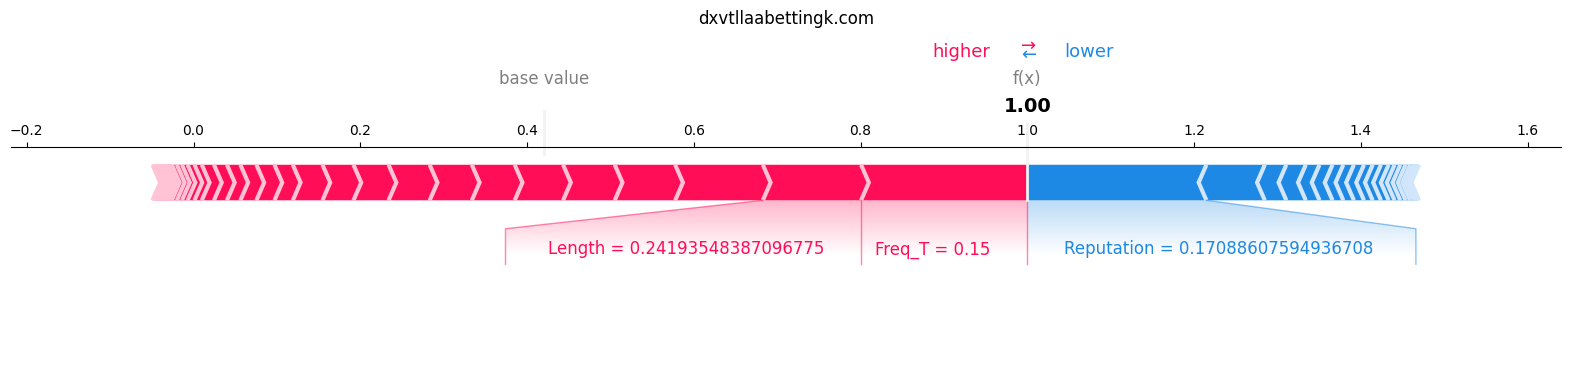 dxvtllaabettingk.com
higher → ← lower
base value f(x)
1.00
−0.2 0.0 0.2 0.4 0.6 0.8 1.0 1.2 1.4 1.6
Length = 0.24193548387096775 Freq_T = 0.15 Reputation = 0.17088607594936708